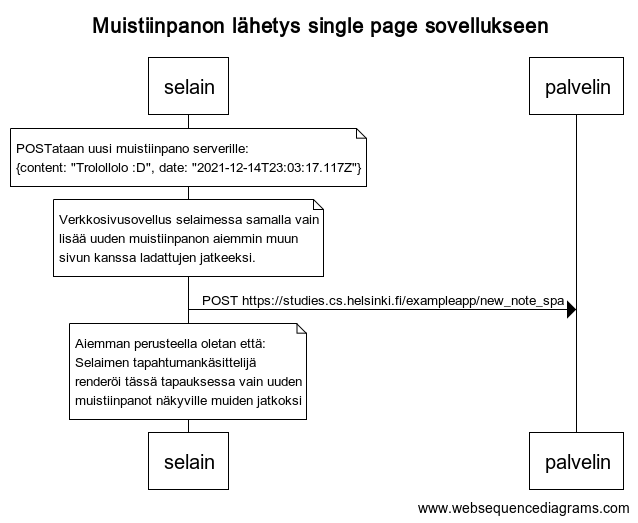 Muistiinpanon lähetys single page sovellukseen
selain
palvelin
POSTataan uusi muistiinpano serverille:
{content: "Trolollolo :D", date: "2021-12-14T23:03:17.117Z"}
Verkkosivusovellus selaimessa samalla vain
lisää uuden muistiinpanon aiemmin muun
sivun kanssa ladattujen jatkeeksi.
POST https://studies.cs.helsinki.fi/exampleapp/new_note_spa
Aiemman perusteella oletan että:
Selaimen tapahtumankäsittelijä
renderöi tässä tapauksessa vain uuden
muistiinpanot näkyville muiden jatkoksi
selain
palvelin
www.websequencediagrams.com